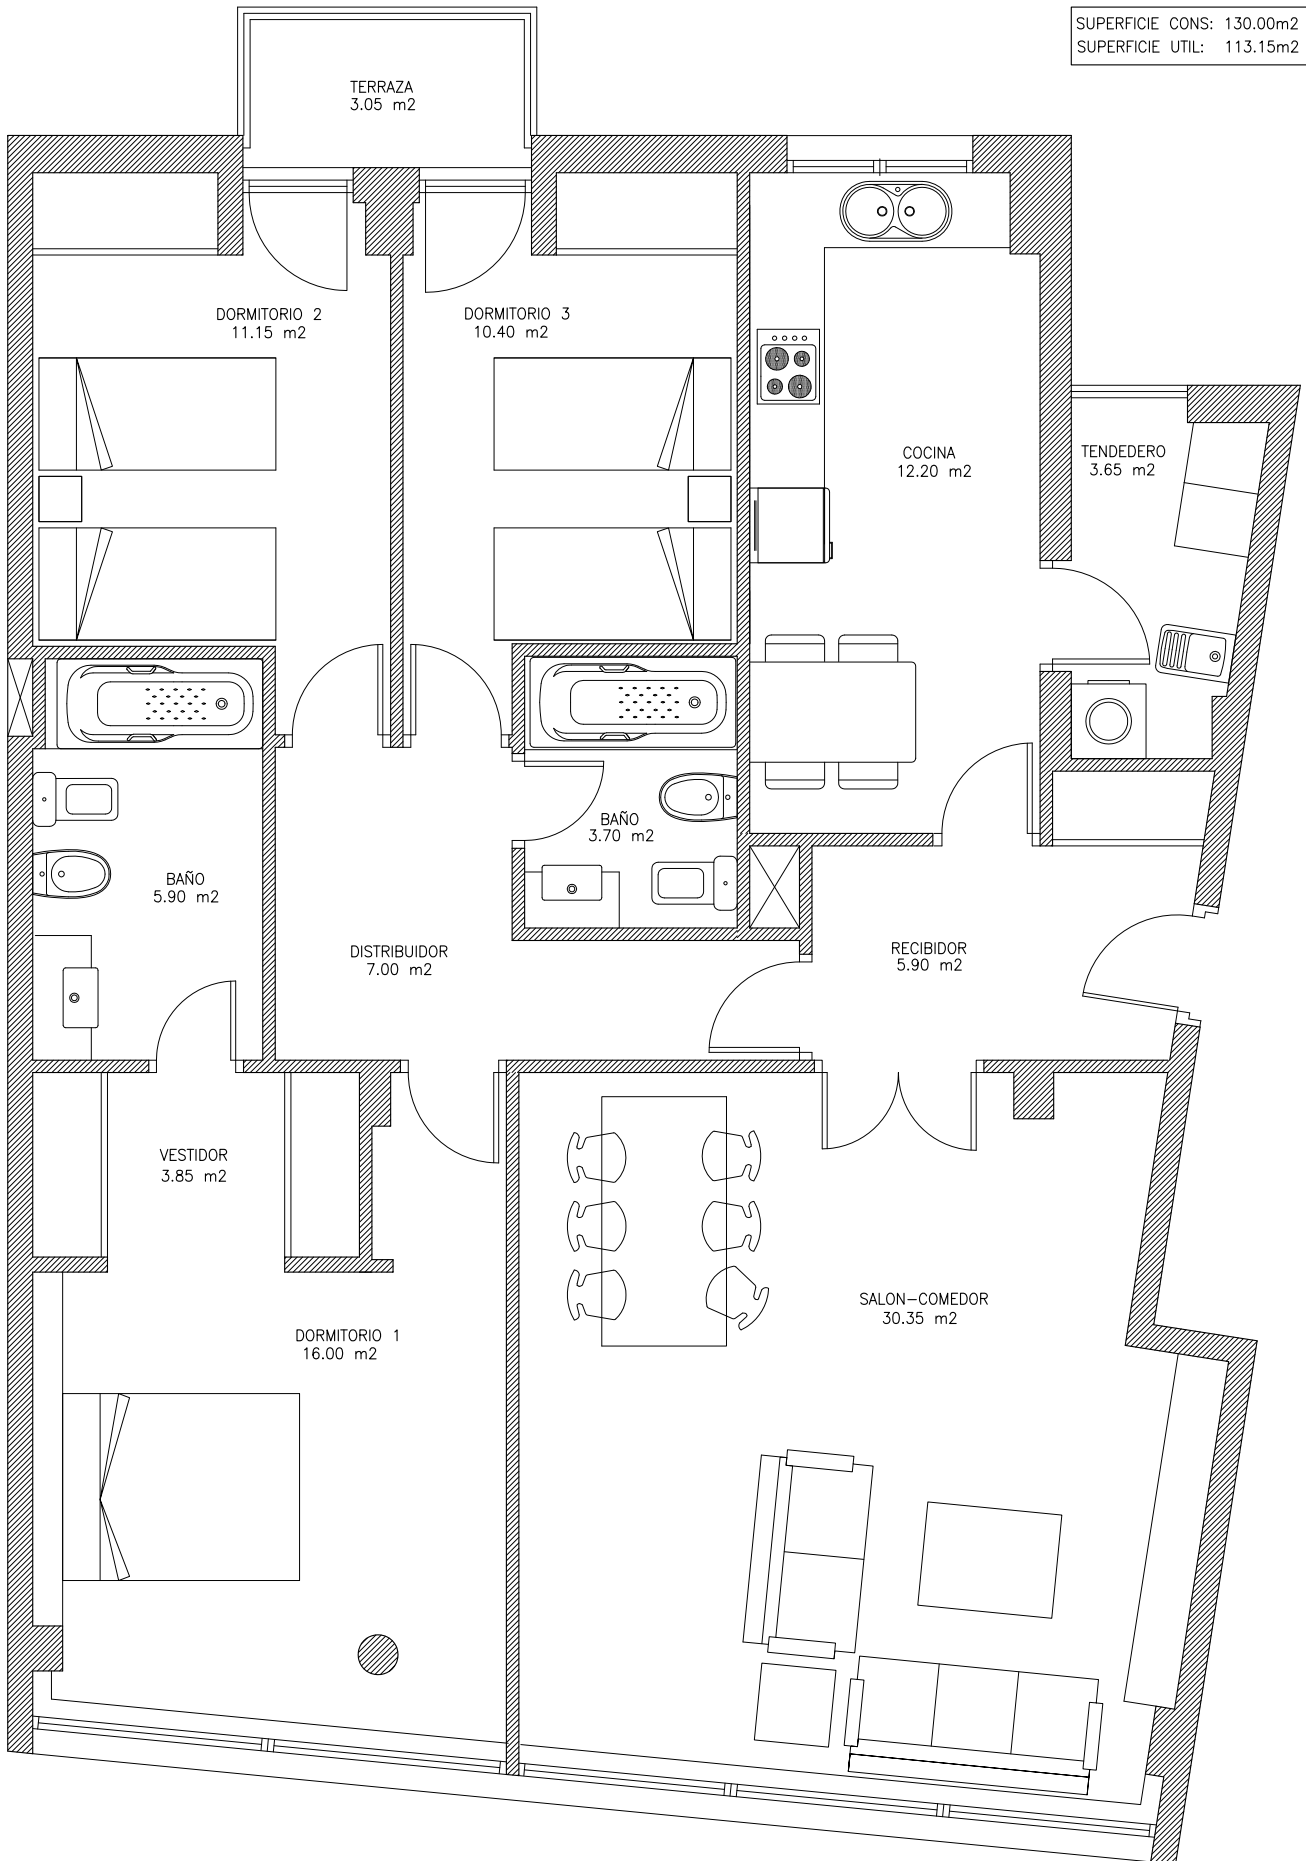 SUPERFICIE CONS: 130.00m2
SUPERFICIE UTIL: 113.15m2
TERRAZA
3.05 m2
DORMITORIO 2
11.15 m2
DORMITORIO 3
10.40 m2
COCINA
12.20 m2
TENDEDERO
3.65 m2
BAÑO
3.70 m2
BAÑO
5.90 m2
DISTRIBUIDOR
7.00 m2
RECIBIDOR
5.90 m2
VESTIDOR
3.85 m2
SALON-COMEDOR
30.35 m2
DORMITORIO 1
16.00 m2